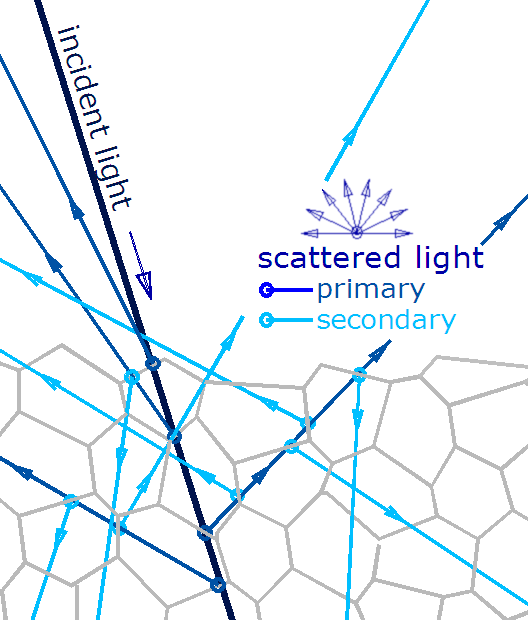 incident light
scattered light
primary
secondary